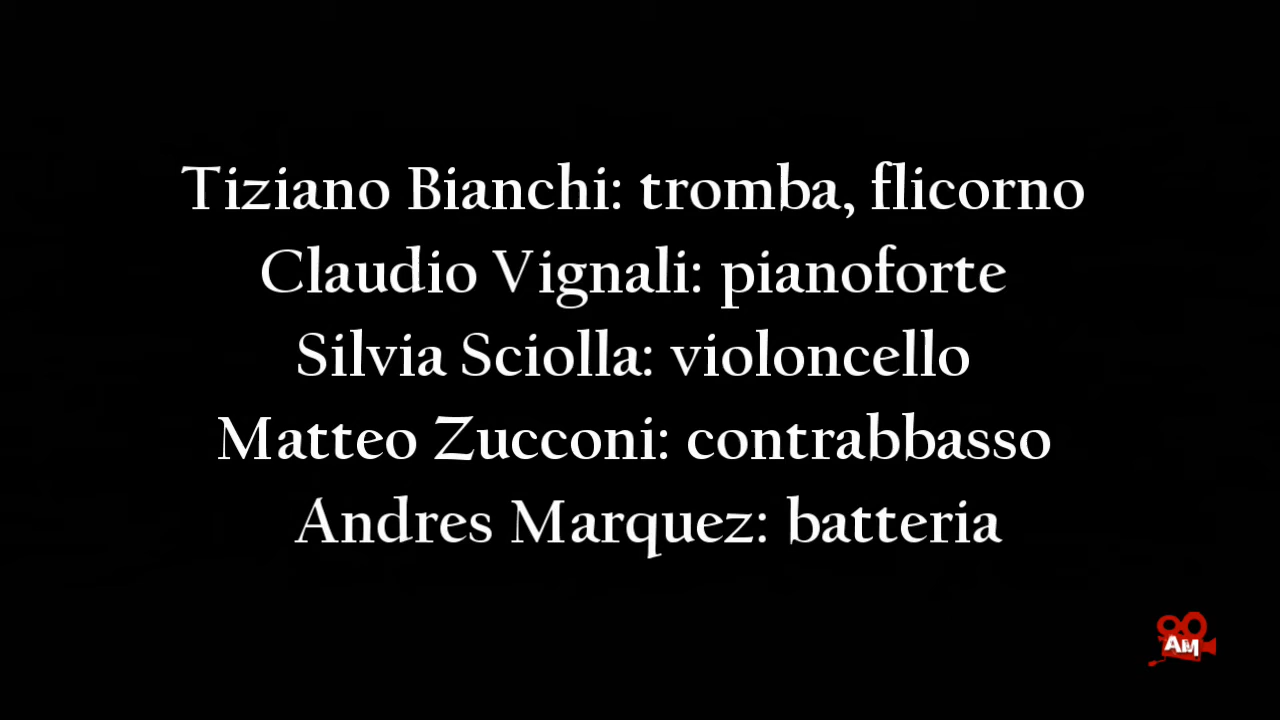 Tiziano Bianchi: tromba, flicorno
Claudio Vignali: pianoforte
Silvia Sciolla: violoncello
Matteo Zucconi: contrabbasso
Andres Marquez: batteria
AM